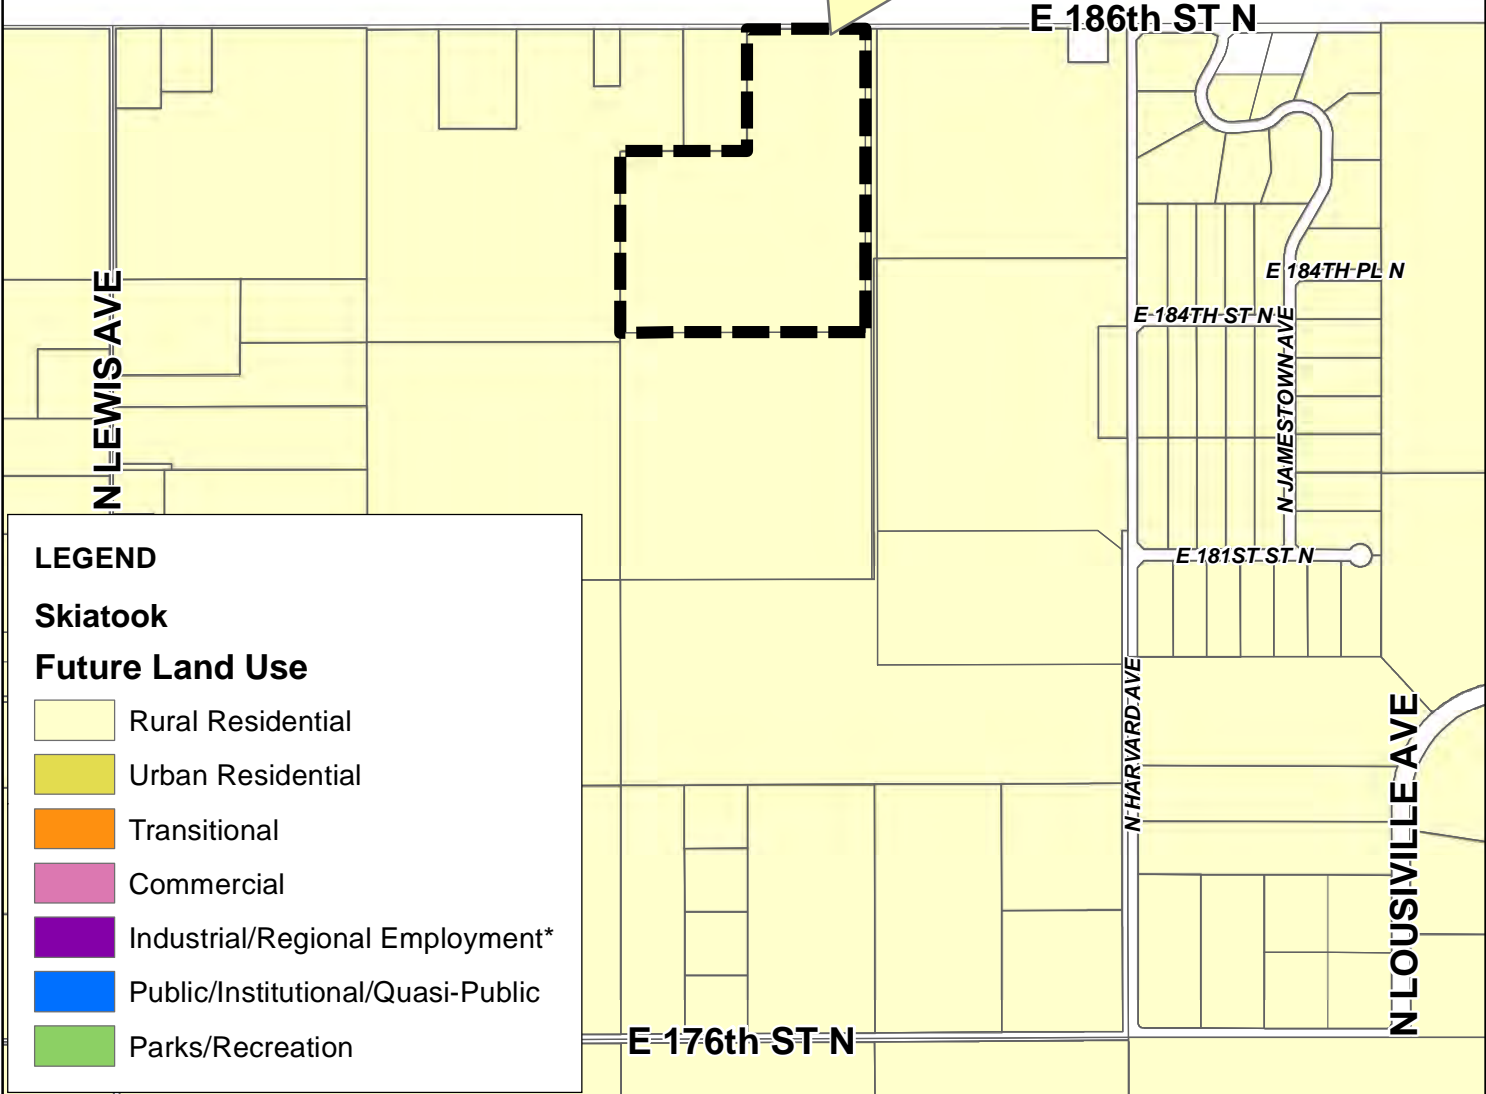 E 186th ST N
E 184TH PL N
E 184TH ST N
N JAMESTOWN AVE
N LEWIS AVE
E 181ST ST N
N HARVARD AVE
N LOUSIVILLE AVE
E 176th ST N
LEGEND
Skiatook
Future Land Use
Rural Residential
Urban Residential
Transitional
Commercial
Industrial/Regional Employment*
Public/Institutional/Quasi-Public
Parks/Recreation